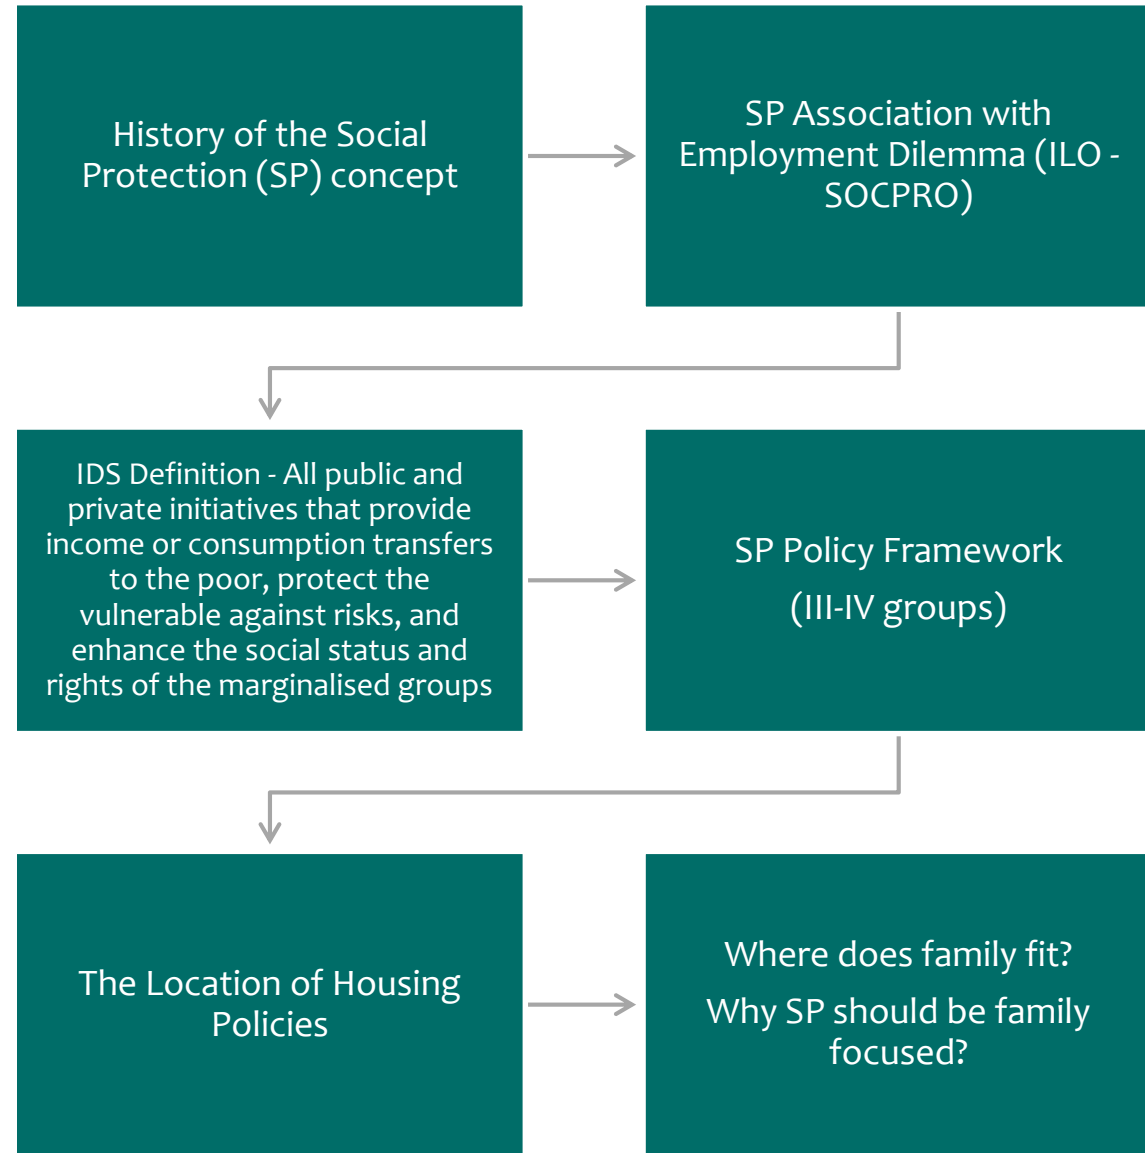 History of the Social
Protection (SP) concept
SP Association with
Employment Dilemma (ILO -
SOCPRO)
IDS Definition - All public and
private initiatives that provide
income or consumption transfers
to the poor, protect the
vulnerable against risks, and
enhance the social status and
rights of the marginalised groups
SP Policy Framework
(III-IV groups)
The Location of Housing
Policies
Where does family fit?
Why SP should be family
focused?